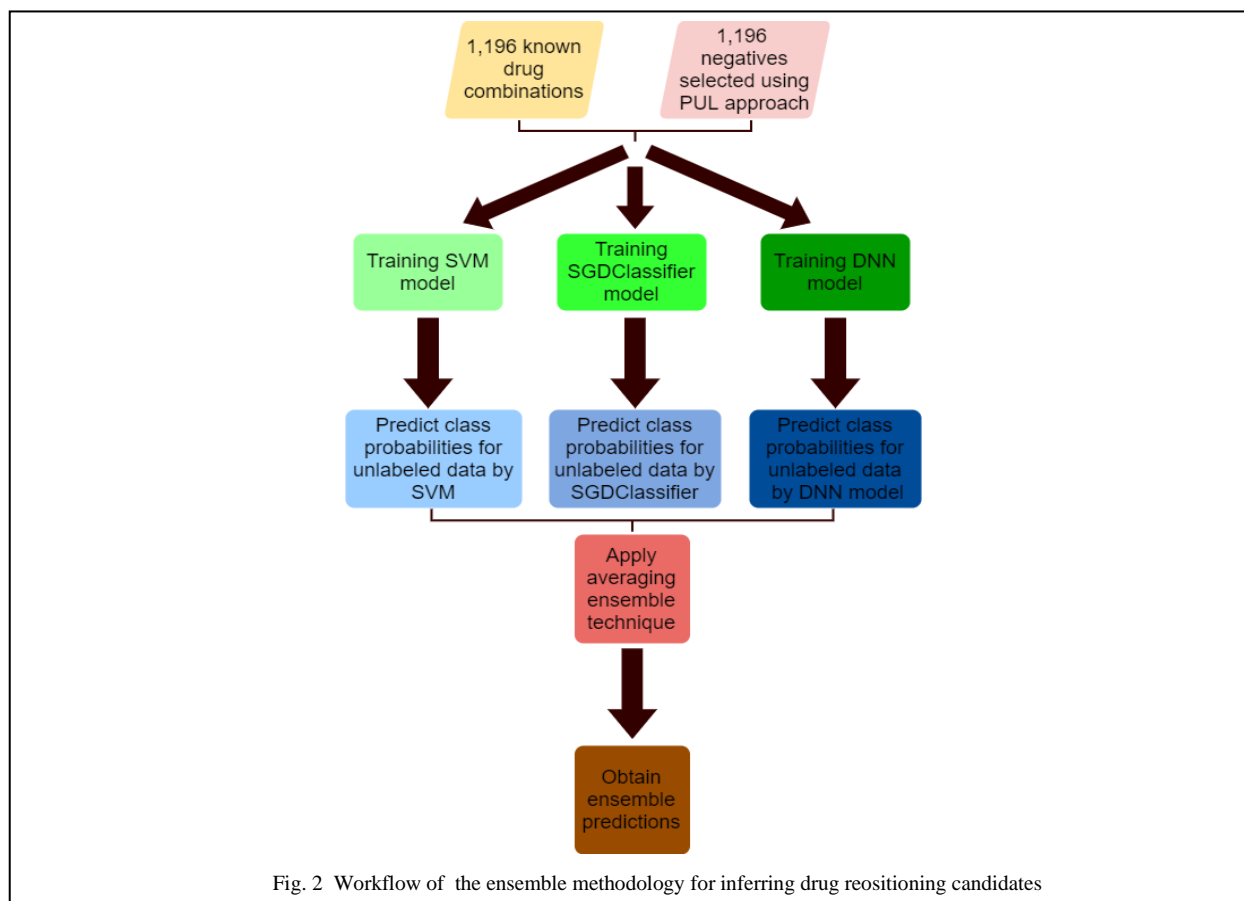 1,196 known
drug
combinations
1,196
negatives
selected using
PUL approach
Training SVM
model
Training
SGDClassifier
model
Training DNN
model
Predict class
probabilities for
unlabeled data by
SVM
Predict class
probabilities for
unlabeled data by
SGDClassifier
Predict class
probabilities for
unlabeled data
by DNN model
Apply
averaging
ensemble
technique
Obtain
ensemble
predictions
Fig. 2 Workflow of the ensemble methodology for inferring drug reositioning candidates